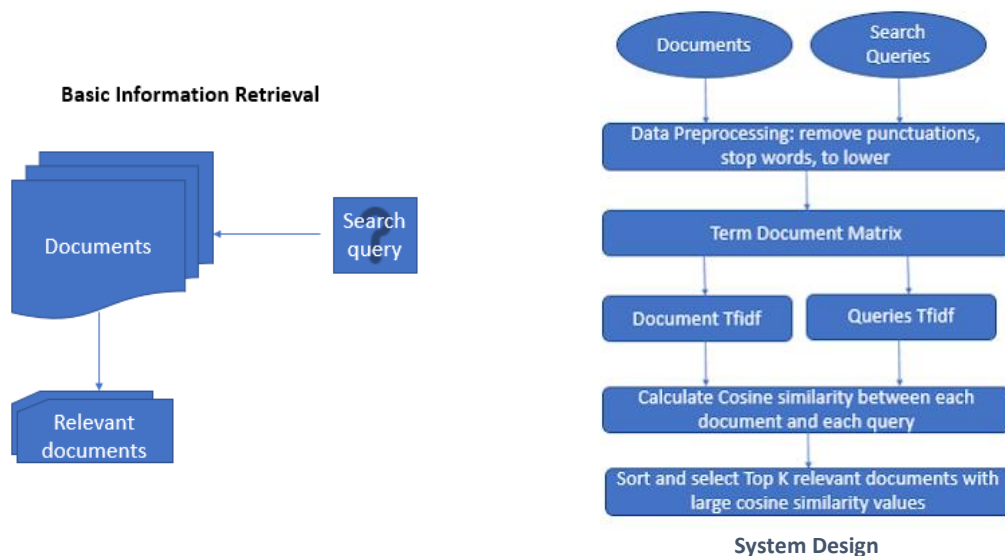 Basic Information Retrieval
Documents
Search
query
?
Relevant
documents
Documents
Search
Queries
Data Preprocessing: remove punctuations,
stop words, to lower
Term Document Matrix
Document Tfidf
Queries Tfidf
Calculate Cosine similarity between each
document and each query
Sort and select Top K relevant documents with
large cosine similarity values
System Design